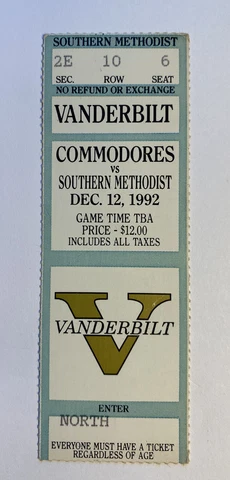 SOUTHERN METHODIST
2E 10 6
SEC. ROW SEAT
NO REFUND OR EXCHANGE
VANDERBILT
COMMODORES
VS
SOUTHERN METHODIST
DEC. 12, 1992
GAME TIME TBA
PRICE - $12.00
INCLUDES ALL TAXES
V
VANDERBILT
ENTER
NORTH
EVERYONE MUST HAVE A TICKET
REGARDLESS OF AGE